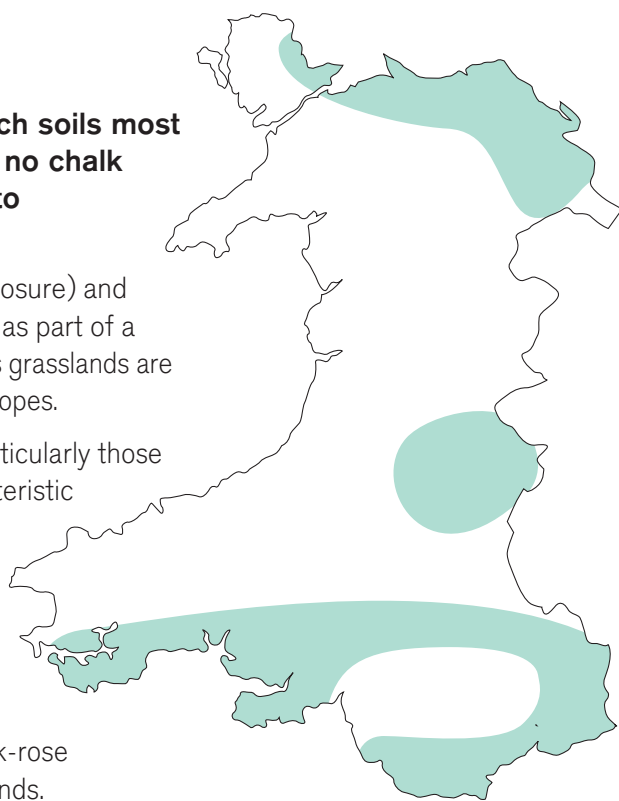 ch soils most
no chalk
to
osure) and
as part of a
s grasslands are
opes.
ticularly those
teristic
k-rose
nds.